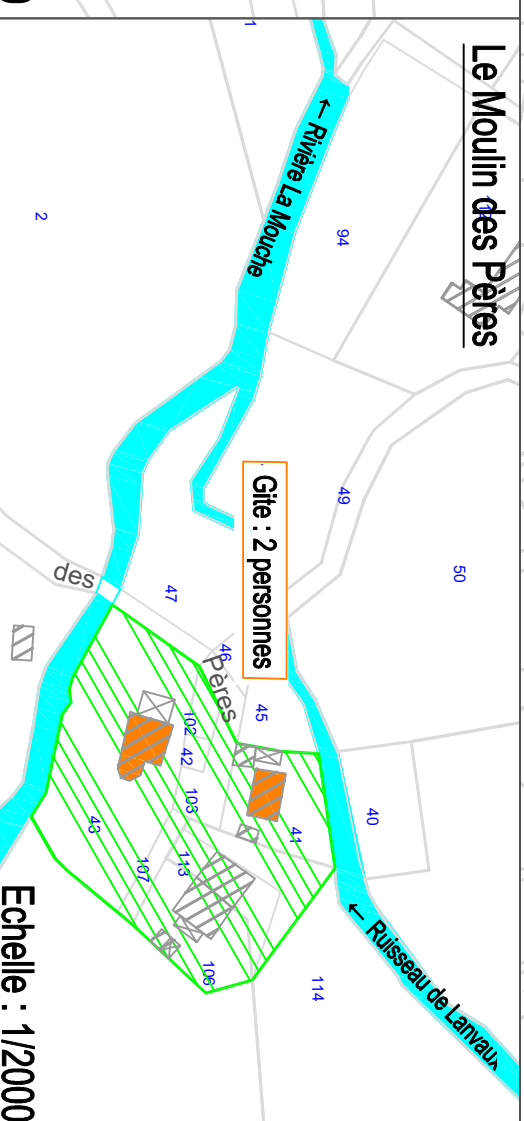 Le Moulin des Pères
← Rivière La Mouche
Gite : 2 personnes
← Ruisseau de Lanvaux
des
Pères
1
2
94
49
50
47
46
45
102
42
103
40
41
43
107
113
106
114
Echelle : 1/2000